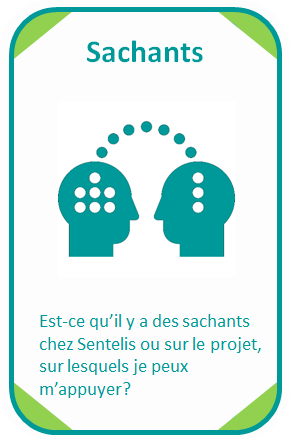 Sachants
Est-ce qu'il y a des sachants
chez Sentelis ou sur le projet,
sur lesquels je peux
m'appuyer?